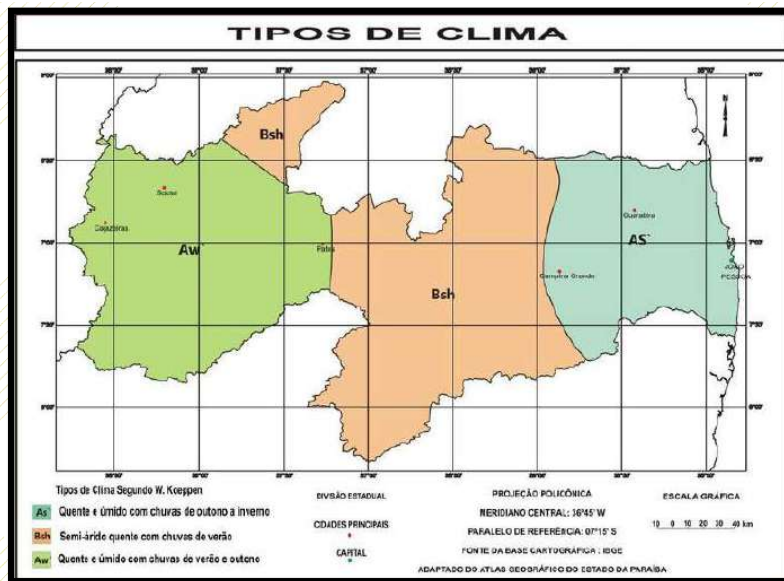 TIPOS DE CLIMA
Bsh
N
Sousa
Cajazeiras
Guarabira
Aw'
Patos
AS'
JOÃO
PESSOA
Campina Grande
Bsh
Tipos de Clima Segundo W. Koeppen
As' Quente e úmido com chuvas de outono a inverno
Bsh Semi-árido quente com chuvas de verão
Aw' Quente e úmido com chuvas de verão e outono
DIVISÃO ESTADUAL
CIDADES PRINCIPAIS
CAPITAL
PROJEÇÃO POLICÔNICA
MERIDIANO CENTRAL: 36º45' W
PARALELO DE REFERÊNCIA: 07º15' S
FONTE DA BASE CARTOGRÁFICA : IBGE
ADAPTADO DO ATLAS GEOGRÁFICO DO ESTADO DA PARAÍBA
ESCALA GRÁFICA
10 0 10 20 30 40 km